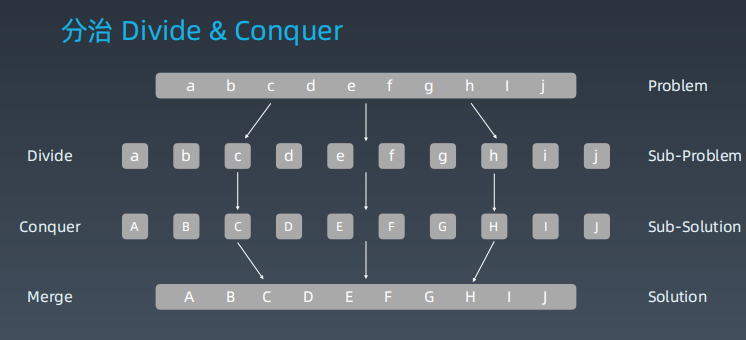 分治 Divide & Conquer
a b c d e f g h I j Problem
Divide a b c d e f g h i j Sub-Problem
Conquer A B C D E F G H I J Sub-Solution
Merge A B C D E F G H I J Solution